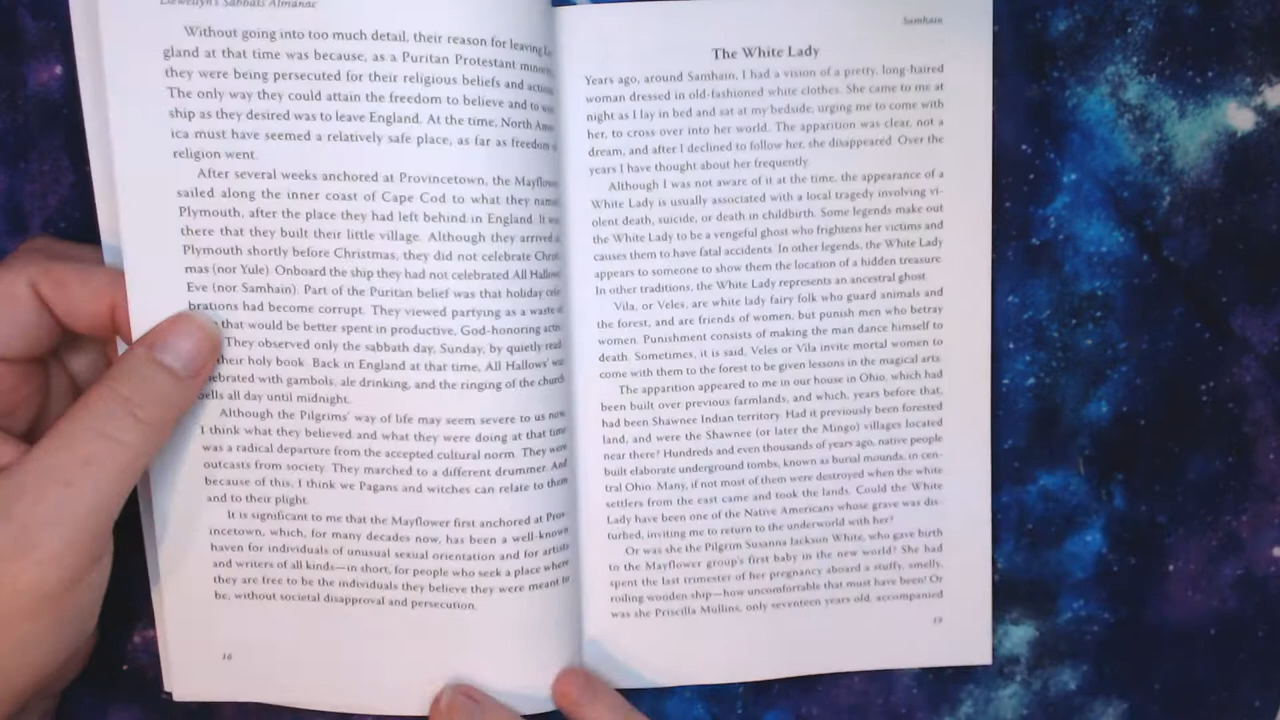 Llewellyn's Sabbats Almanac
Without going into too much detail, their reason for leaving
gland at that time was because, as a Puritan Protestant
they were being persecuted for their religious beliefs and
The only way they could attain the freedom to believe and to
ship as they desired was to leave England. At the time, North
ica must have seemed a relatively safe place, as far as freedom
religion went.
After several weeks anchored at Provincetown, the
sailed along the inner coast of Cape Cod to what they
Plymouth, after the place they had left behind in England. It
there that they built their little village. Although they arrived
Plymouth shortly before Christmas, they did not celebrate
mas (nor Yule). Onboard the ship they had not celebrated All
Eve (nor Samhain). Part of the Puritan belief was that holiday
brations had become corrupt. They viewed partying as a waste
that would be better spent in productive, God-honoring
They observed only the sabbath day, Sunday, by quietly
their holy book. Back in England at that time, All Hallows'
ebrated with gambols, ale drinking, and the ringing of the church
bells all day until midnight.
Although the Pilgrims' way of life may seem severe to us now
I think what they believed and what they were doing at that time
was a radical departure from the accepted cultural norm. They were
outcasts from society. They marched to a different drummer. And
because of this, I think we Pagans and witches can relate to them
and to their plight.
It is significant to me that the Mayflower first anchored at Prov-
incetown, which, for many decades now, has been a well-known
haven for individuals of unusual sexual orientation and for artists
and writers of all kinds—in short, for people who seek a place where
they are free to be the individuals they believe they were meant to
be, without societal disapproval and persecution.
16
Samhain
The White Lady
Years ago, around Samhain, I had a vision of a pretty, long-haired
woman dressed in old-fashioned white clothes. She came to me at
night as I lay in bed and sat at my bedside, urging me to come with
her, to cross over into her world. The apparition was clear, not a
dream, and after I declined to follow her, she disappeared. Over the
years I have thought about her frequently.
Although I was not aware of it at the time, the appearance of a
White Lady is usually associated with a local tragedy involving vi-
olent death, suicide, or death in childbirth. Some legends make out
the White Lady to be a vengeful ghost who frightens her victims and
causes them to have fatal accidents. In other legends, the White Lady
appears to someone to show them the location of a hidden treasure.
In other traditions, the White Lady represents an ancestral ghost.
Vila, or Veles, are white lady fairy folk who guard animals and
the forest, and are friends of women, but punish men who betray
women. Punishment consists of making the man dance himself to
death. Sometimes, it is said, Veles or Vila invite mortal women to
come with them to the forest to be given lessons in the magical arts.
The apparition appeared to me in our house in Ohio, which had
been built over previous farmlands, and which, years before that,
had been Shawnee Indian territory. Had it previously been forested
land, and were the Shawnee (or later the Mingo) villages located
near there? Hundreds and even thousands of years ago, native people
built elaborate underground tombs, known as burial mounds, in cen-
tral Ohio. Many, if not most of them were destroyed when the white
settlers from the east came and took the lands. Could the White
Lady have been one of the Native Americans whose grave was dis-
turbed, inviting me to return to the underworld with her?
Or was she the Pilgrim Susanna Jackson White, who gave birth
to the Mayflower group's first baby in the new world? She had
spent the last trimester of her pregnancy aboard a stuffy, smelly,
roiling wooden ship—how uncomfortable that must have been! Or
was she Priscilla Mullins, only seventeen years old, accompanied